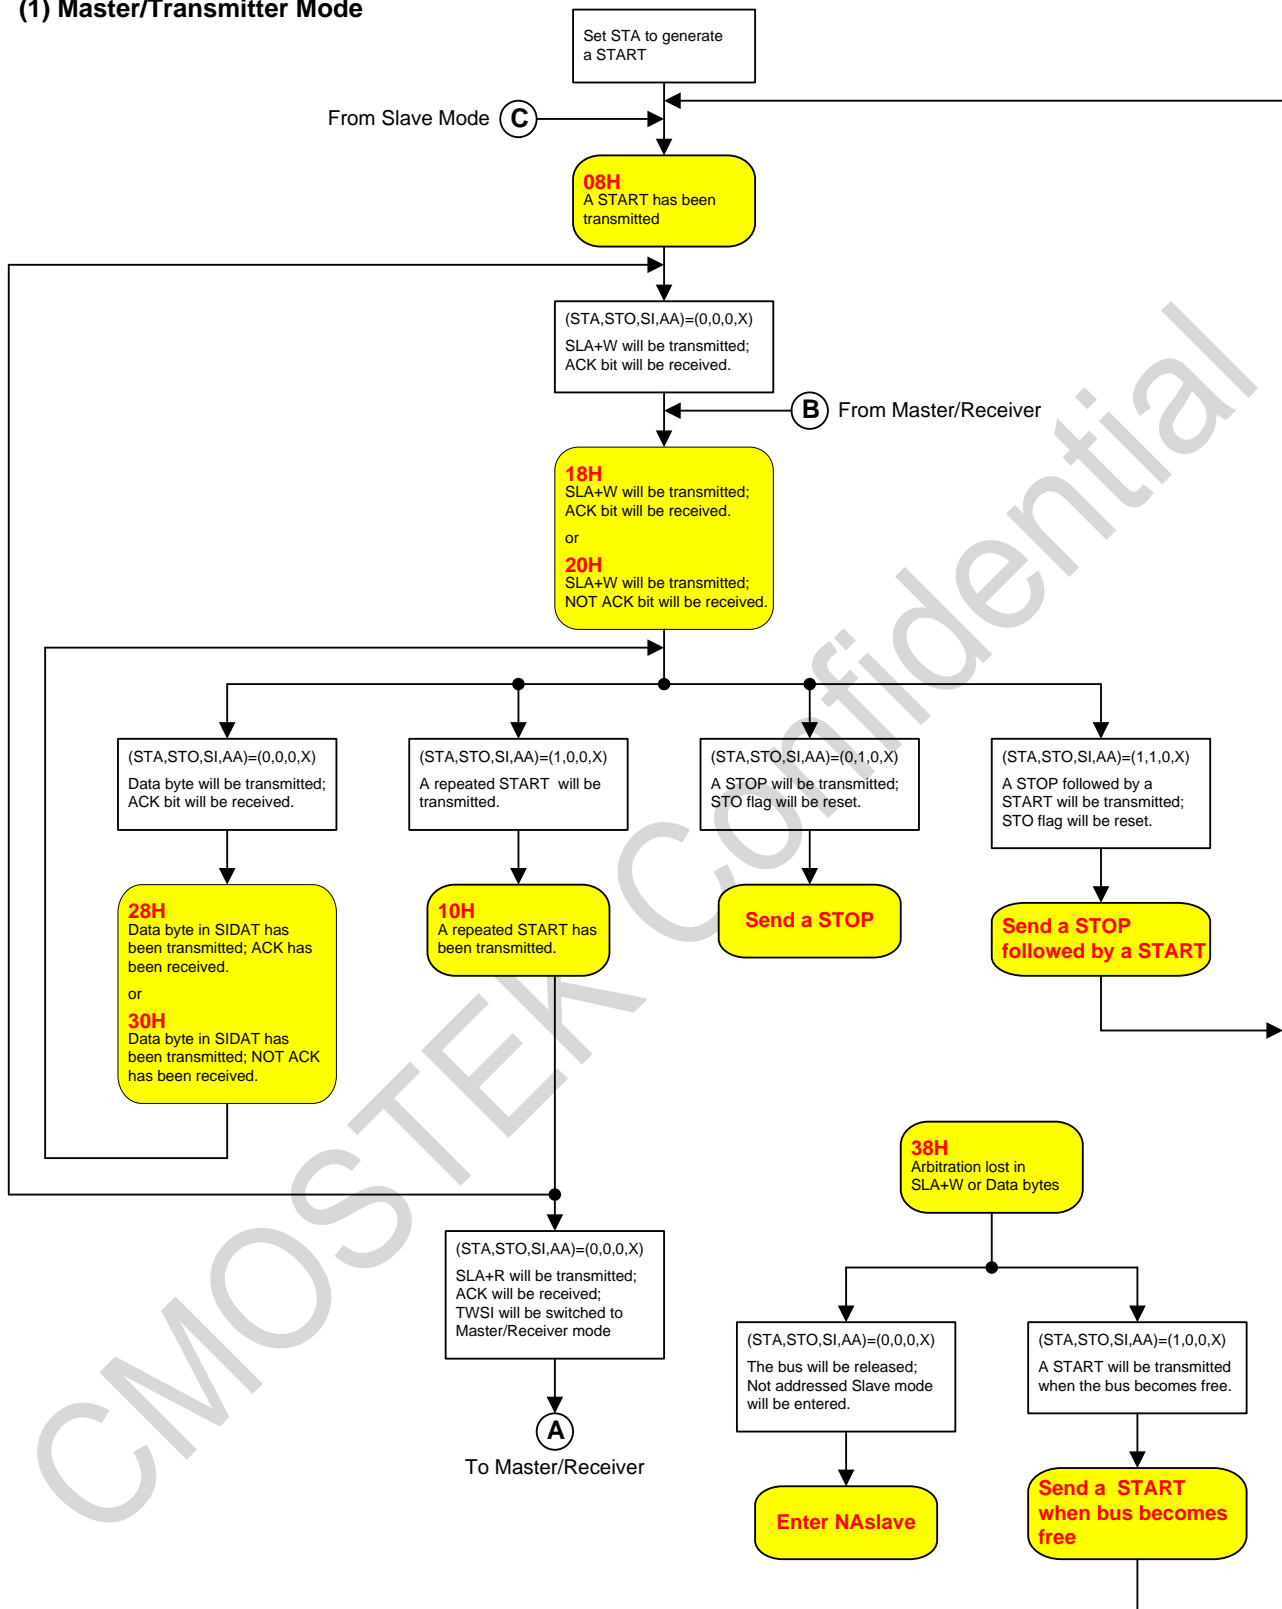 (1) Master/Transmitter Mode
Set STA to generate
a START
From Slave Mode
C
08H
A START has been
transmitted
(STA,STO,SI,AA)=(0,0,0,X)
SLA+W will be transmitted;
ACK bit will be received.
B
From Master/Receiver
18H
SLA+W will be transmitted;
ACK bit will be received.
or
20H
SLA+W will be transmitted;
NOT ACK bit will be received.
(STA,STO,SI,AA)=(0,0,0,X)
Data byte will be transmitted;
ACK bit will be received.
(STA,STO,SI,AA)=(1,0,0,X)
A repeated START  will be
transmitted.
(STA,STO,SI,AA)=(0,1,0,X)
A STOP will be transmitted;
STO flag will be reset.
(STA,STO,SI,AA)=(1,1,0,X)
A STOP followed by a
START will be transmitted;
STO flag will be reset.
28H
Data byte in SIDAT has
been transmitted; ACK has
been received.
or
30H
Data byte in SIDAT has
been transmitted; NOT ACK
has been received.
10H
A repeated START has
been transmitted.
Send a STOP
Send a STOP
followed by a START
38H
Arbitration lost in
SLA+W or Data bytes
(STA,STO,SI,AA)=(0,0,0,X)
SLA+R will be transmitted;
ACK will be received;
TWSI will be switched to
Master/Receiver mode
A
To Master/Receiver
(STA,STO,SI,AA)=(0,0,0,X)
The bus will be released;
Not addressed Slave mode
will be entered.
(STA,STO,SI,AA)=(1,0,0,X)
A START will be transmitted
when the bus becomes free.
Enter NAslave
Send a  START
when bus becomes
free
CMOSTEK Confidential